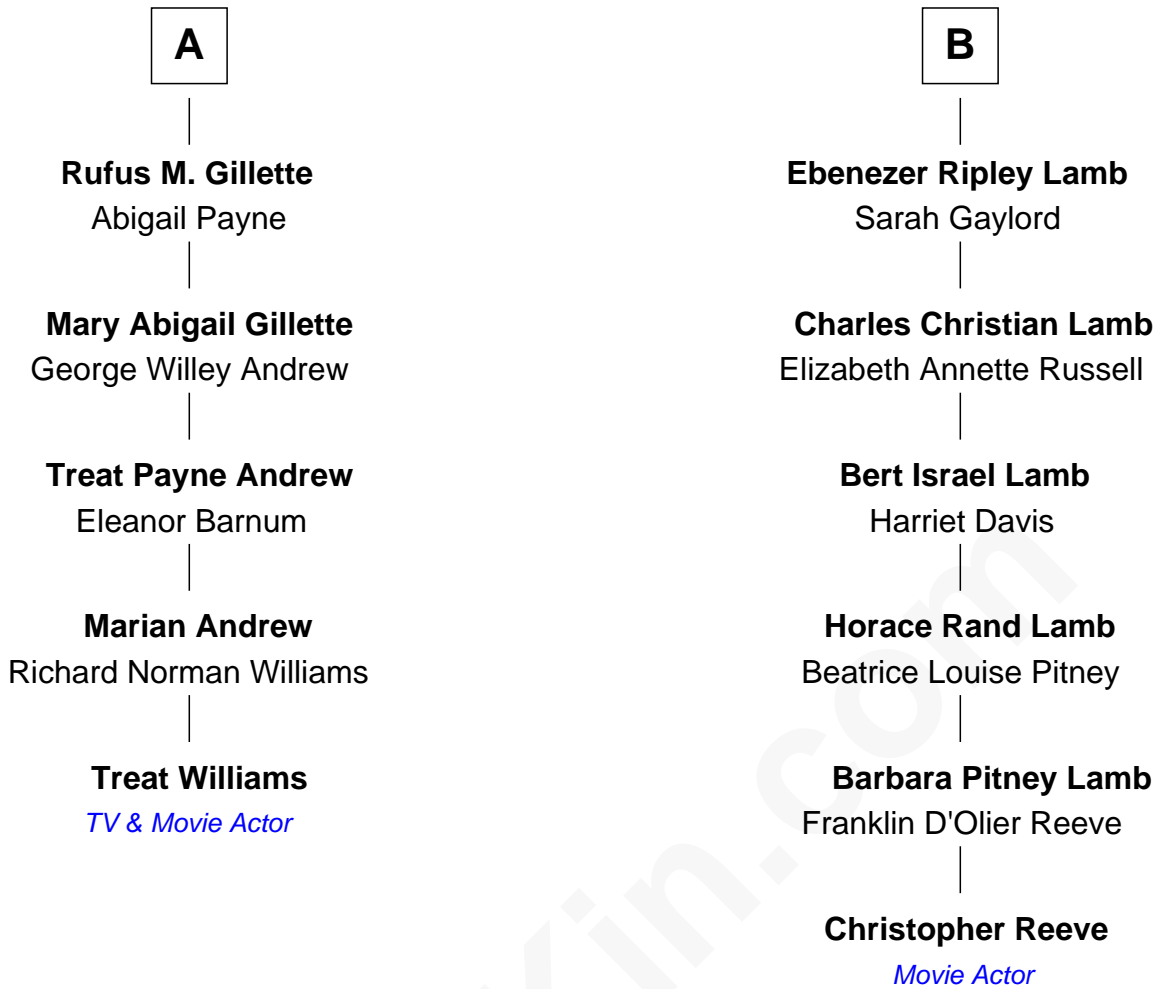 A
Rufus M. Gillette
Abigail Payne
Mary Abigail Gillette
George Willey Andrew
Treat Payne Andrew
Eleanor Barnum
Marian Andrew
Richard Norman Williams
Treat Williams
TV & Movie Actor
B
Ebenezer Ripley Lamb
Sarah Gaylord
Charles Christian Lamb
Elizabeth Annette Russell
Bert Israel Lamb
Harriet Davis
Horace Rand Lamb
Beatrice Louise Pitney
Barbara Pitney Lamb
Franklin D'Olier Reeve
Christopher Reeve
Movie Actor
Kin.com